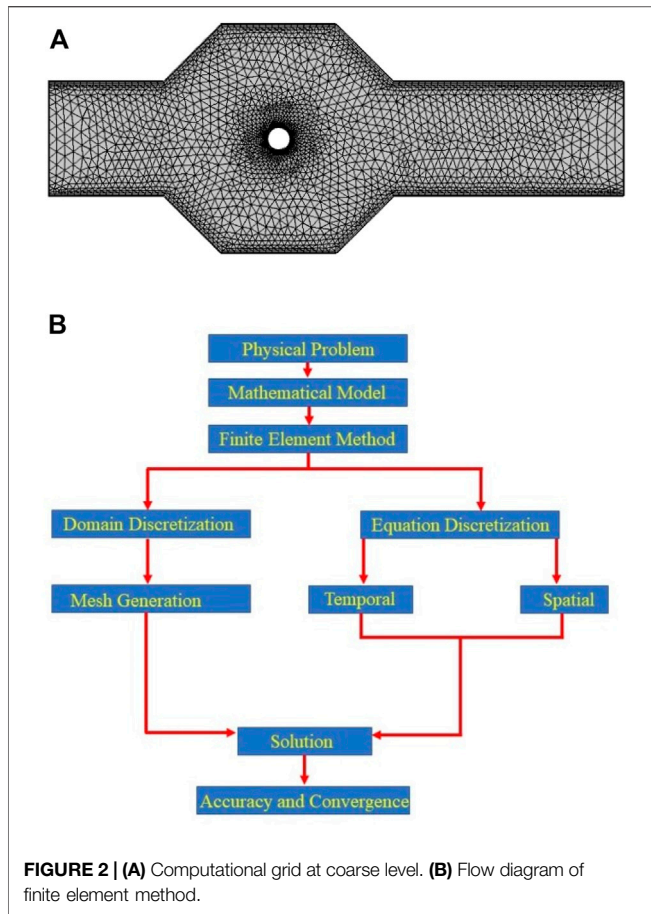 A
B
Physical Problem
Mathematical Model
Finite Element Method
Domain Discretization
Equation Discretization
Mesh Generation
Temporal
Spatial
Solution
Accuracy and Convergence
FIGURE 2 | (A) Computational grid at coarse level. (B) Flow diagram of
finite element method.